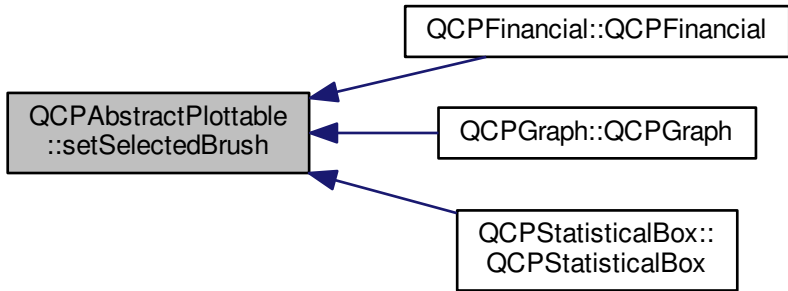 QCPFinancial::QCPFinancial
QCPAbstractPlottable
::setSelectedBrush
QCPGraph::QCPGraph
QCPStatisticalBox::
QCPStatisticalBox